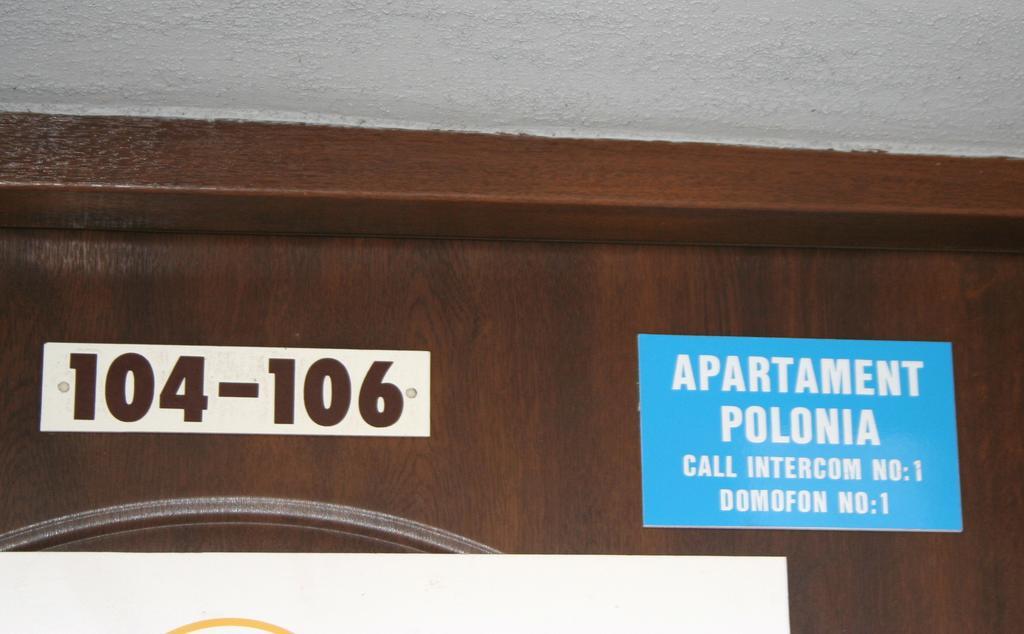 104-106
APARTAMENT
POLONIA
CALL INTERCOM NO:1
DOMOFON NO:1